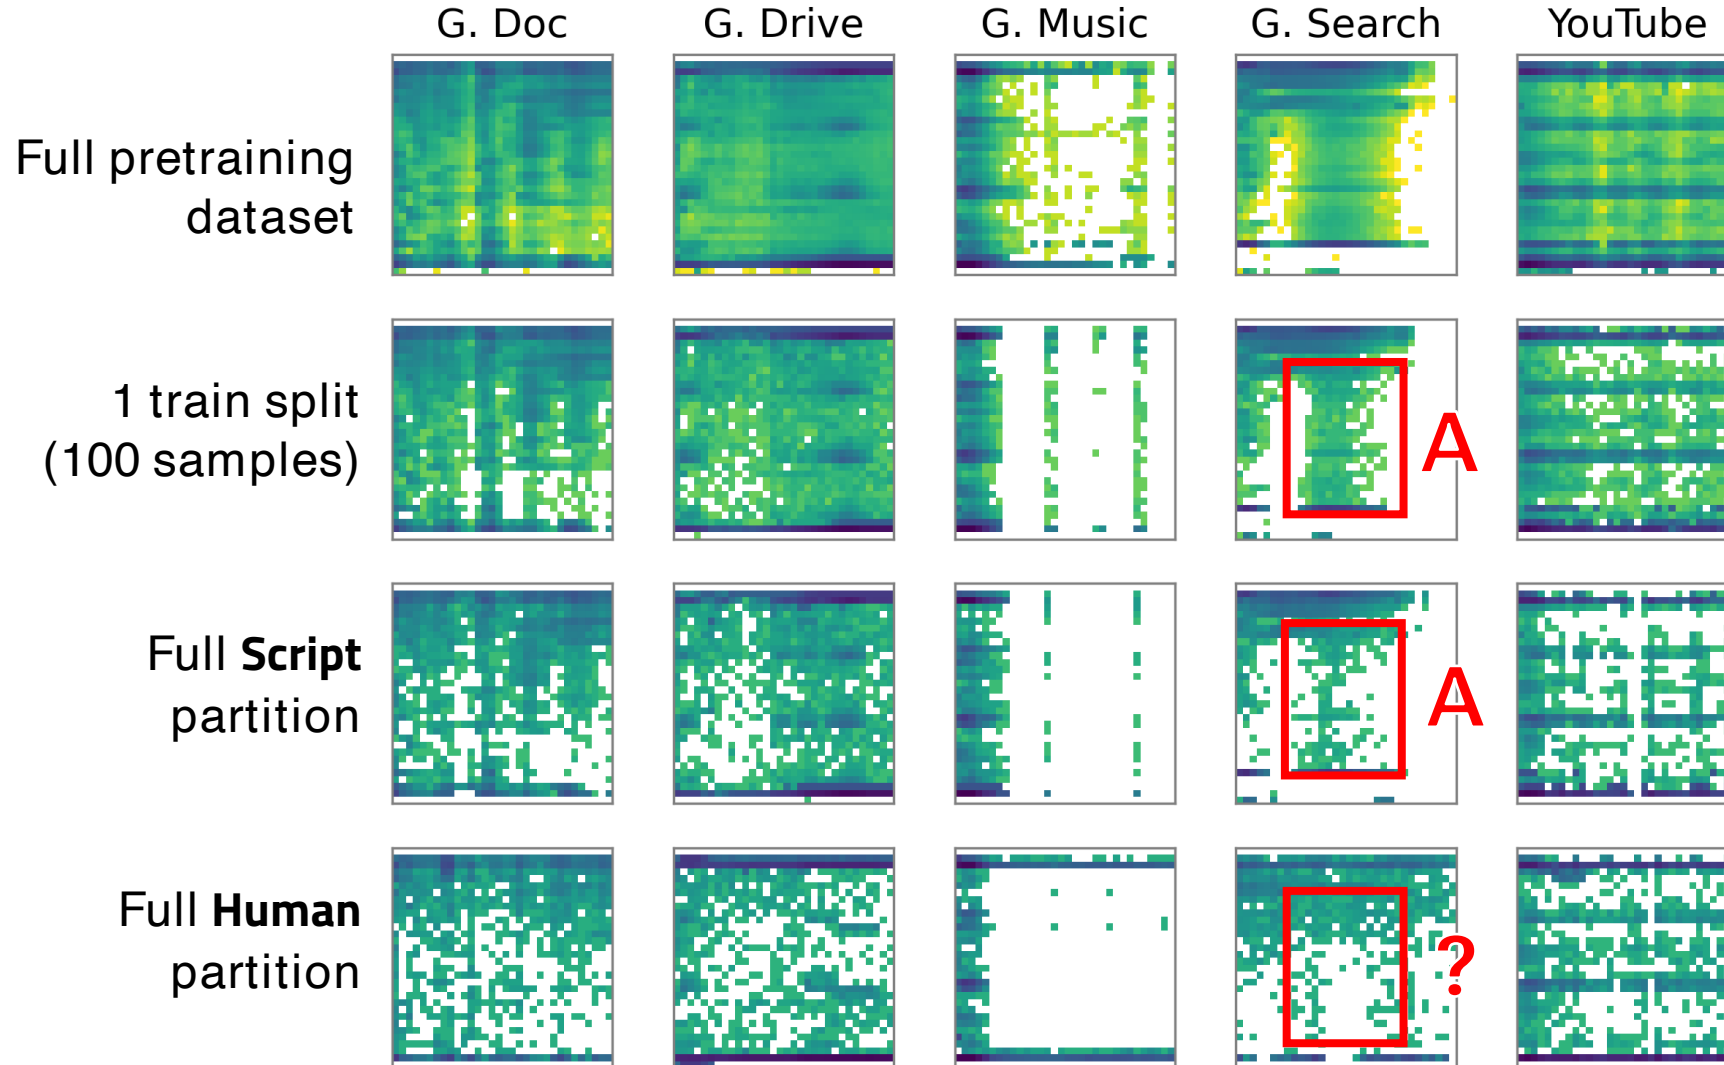 G. Doc G. Drive G. Music G. Search YouTube
Full pretraining
dataset
1 train split
(100 samples)
A
Full Script
partition
A
Full Human
partition
?